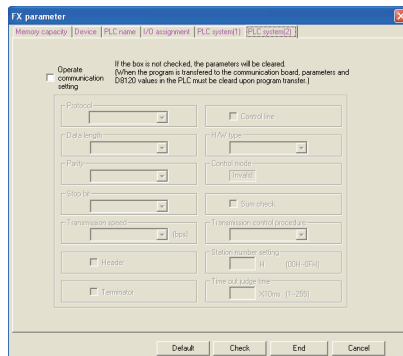 FX parameter
Memory capacity Device PLC name I/O assignment PLC system(1) PLC system(2)
Operate
communication
setting
If the box is not checked, the parameters will be cleared.
(When the program is transfered to the communication board, parameters and
D8120 values in the PLC must be cleared upon program transfer.)
Protocol
Control line
Data length
H/W type
Parity
Control mode
Invalid
Stop bit
Sum check
Transmission speed
(bps)
Transmission control procedure
Header
Station number setting
H (00H~0FH)
Terminator
Time out judge time
X10ms (1~255)
Default Check End Cancel